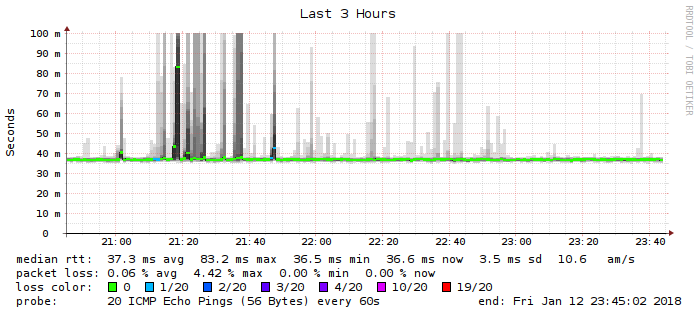 Last 3 Hours
RRDTOOL / TOBI OETIKER
Seconds
100 m
90 m
80 m
70 m
60 m
50 m
40 m
30 m
20 m
10 m
0
21:00 21:20 21:40 22:00 22:20 22:40 23:00 23:20 23:40
median rtt: 37.3 ms avg 83.2 ms max 36.5 ms min 36.6 ms now 3.5 ms sd 10.6 am/s
packet loss: 0.06 % avg 4.42 % max 0.00 % min 0.00 % now
loss color: 0 1/20 2/20 3/20 4/20 10/20 19/20
probe: 20 ICMP Echo Pings (56 Bytes) every 60s end: Fri Jan 12 23:45:02 2018